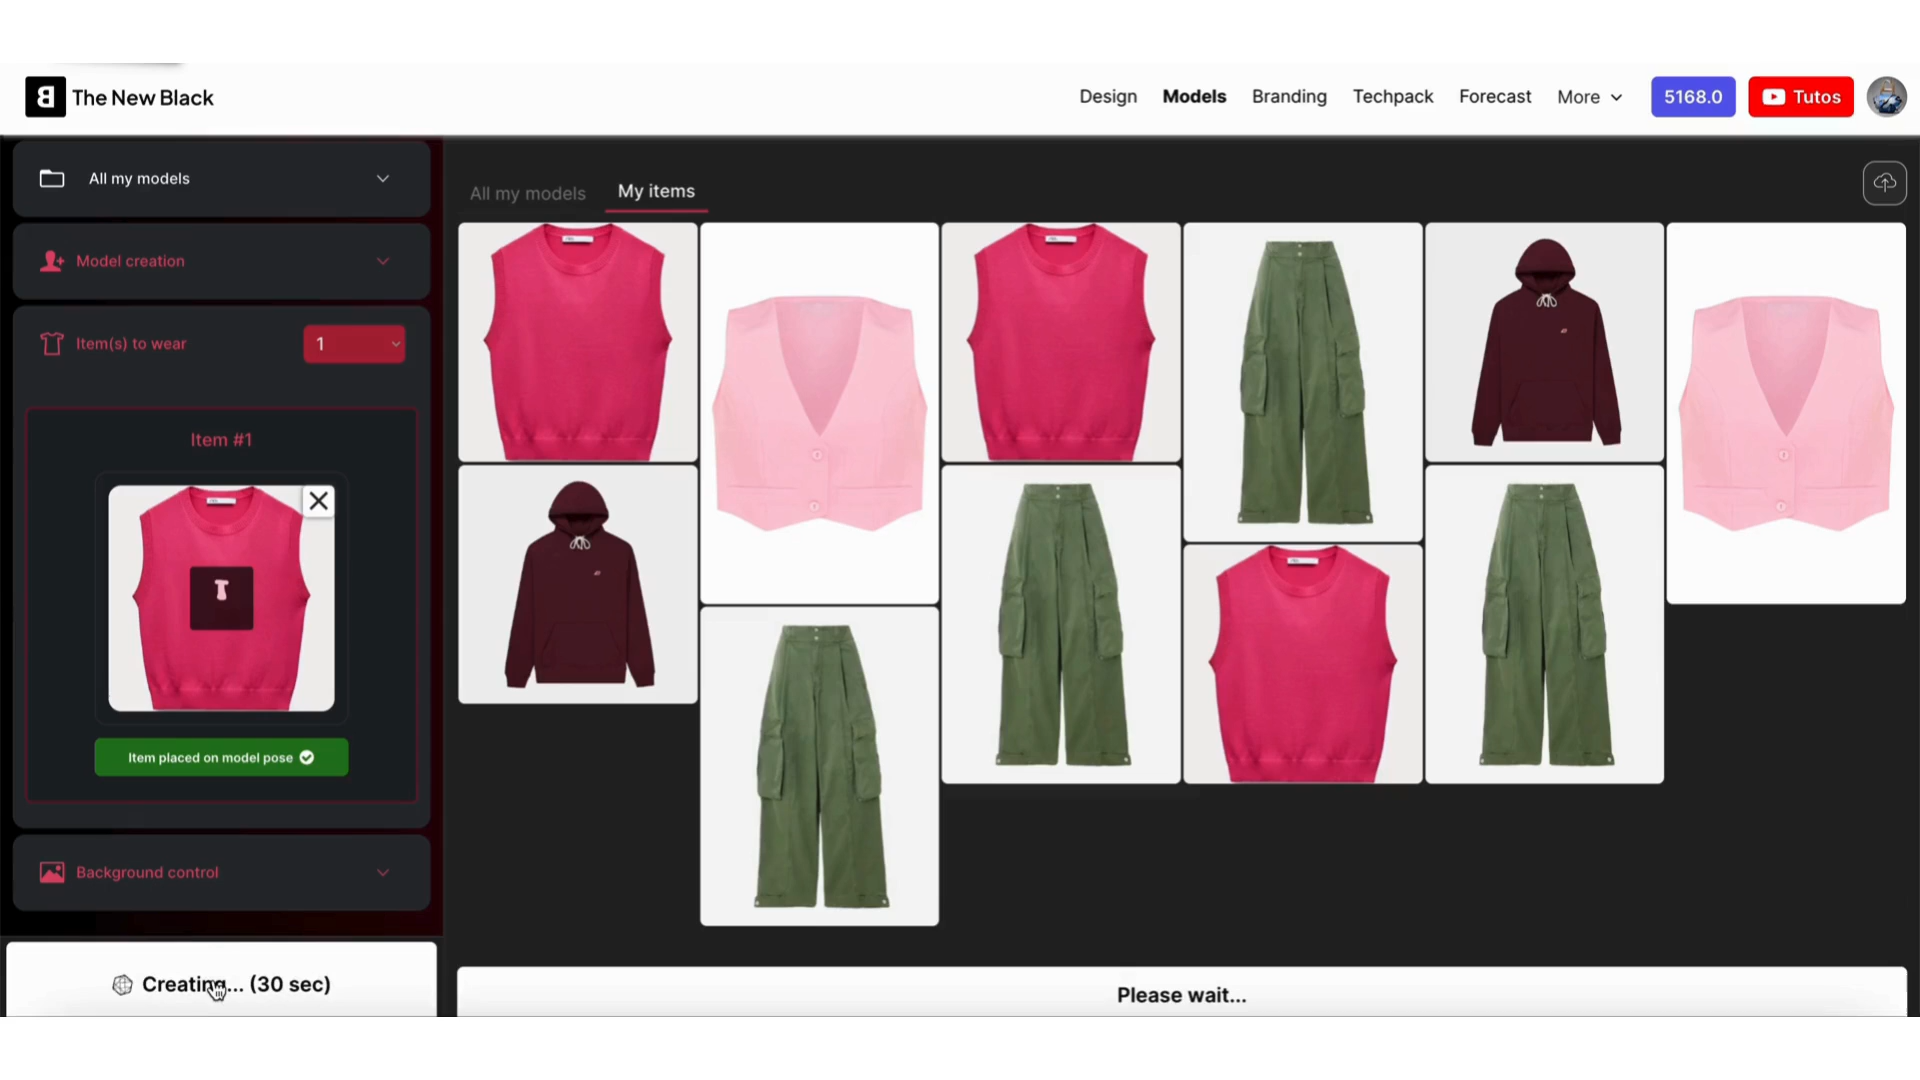 B The New Black
Design
Models
Branding
Techpack
Forecast
More
5168.0
Tutos
All my models
Model creation
Item(s) to wear
1
Item #1
Item placed on model pose
Background control
Creating... (30 sec)
All my models
My items
Please wait...